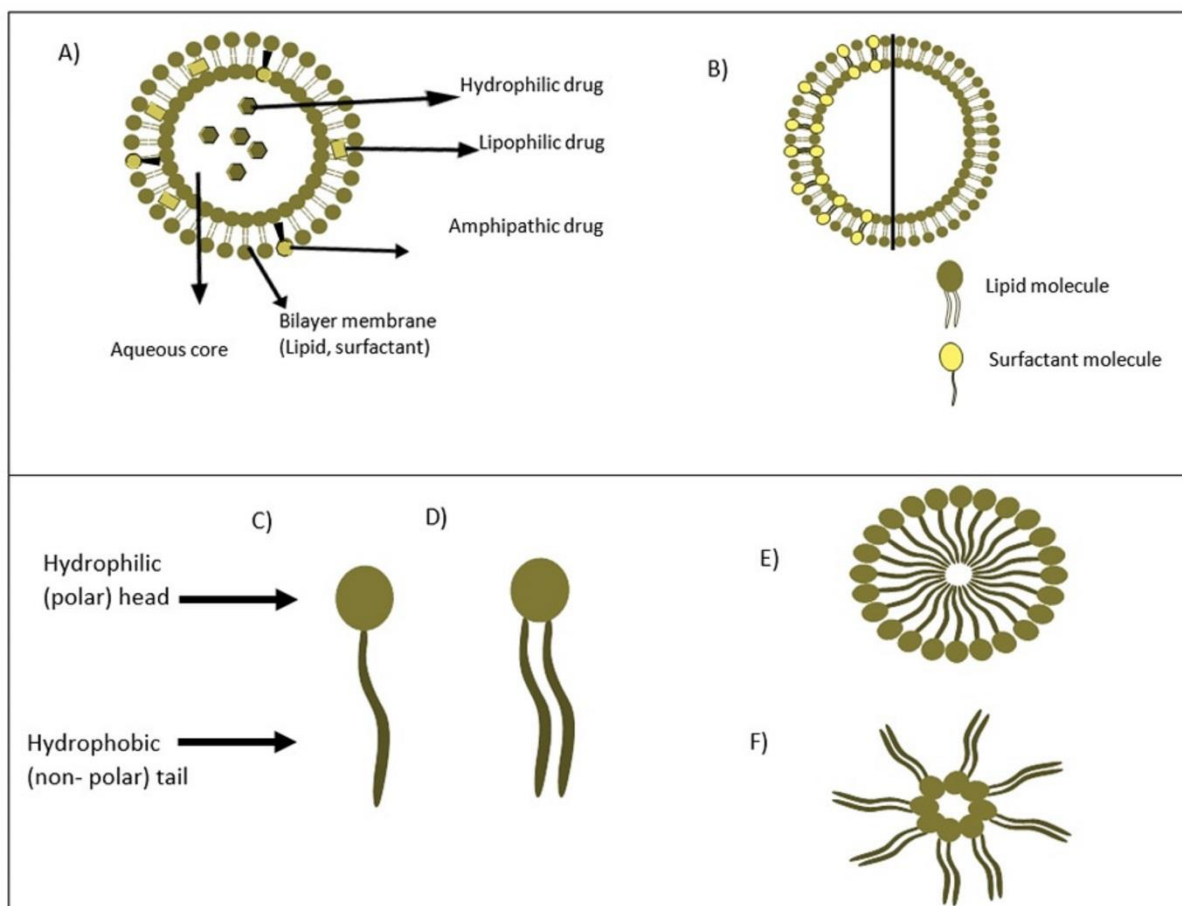 A)
Hydrophilic drug
Lipophilic drug
Amphipathic drug
Bilayer membrane
(Lipid, surfactant)
Aqueous core
B)
Lipid molecule
Surfactant molecule
C)
D)
Hydrophilic
(polar) head
Hydrophobic
(non- polar) tail
E)
F)